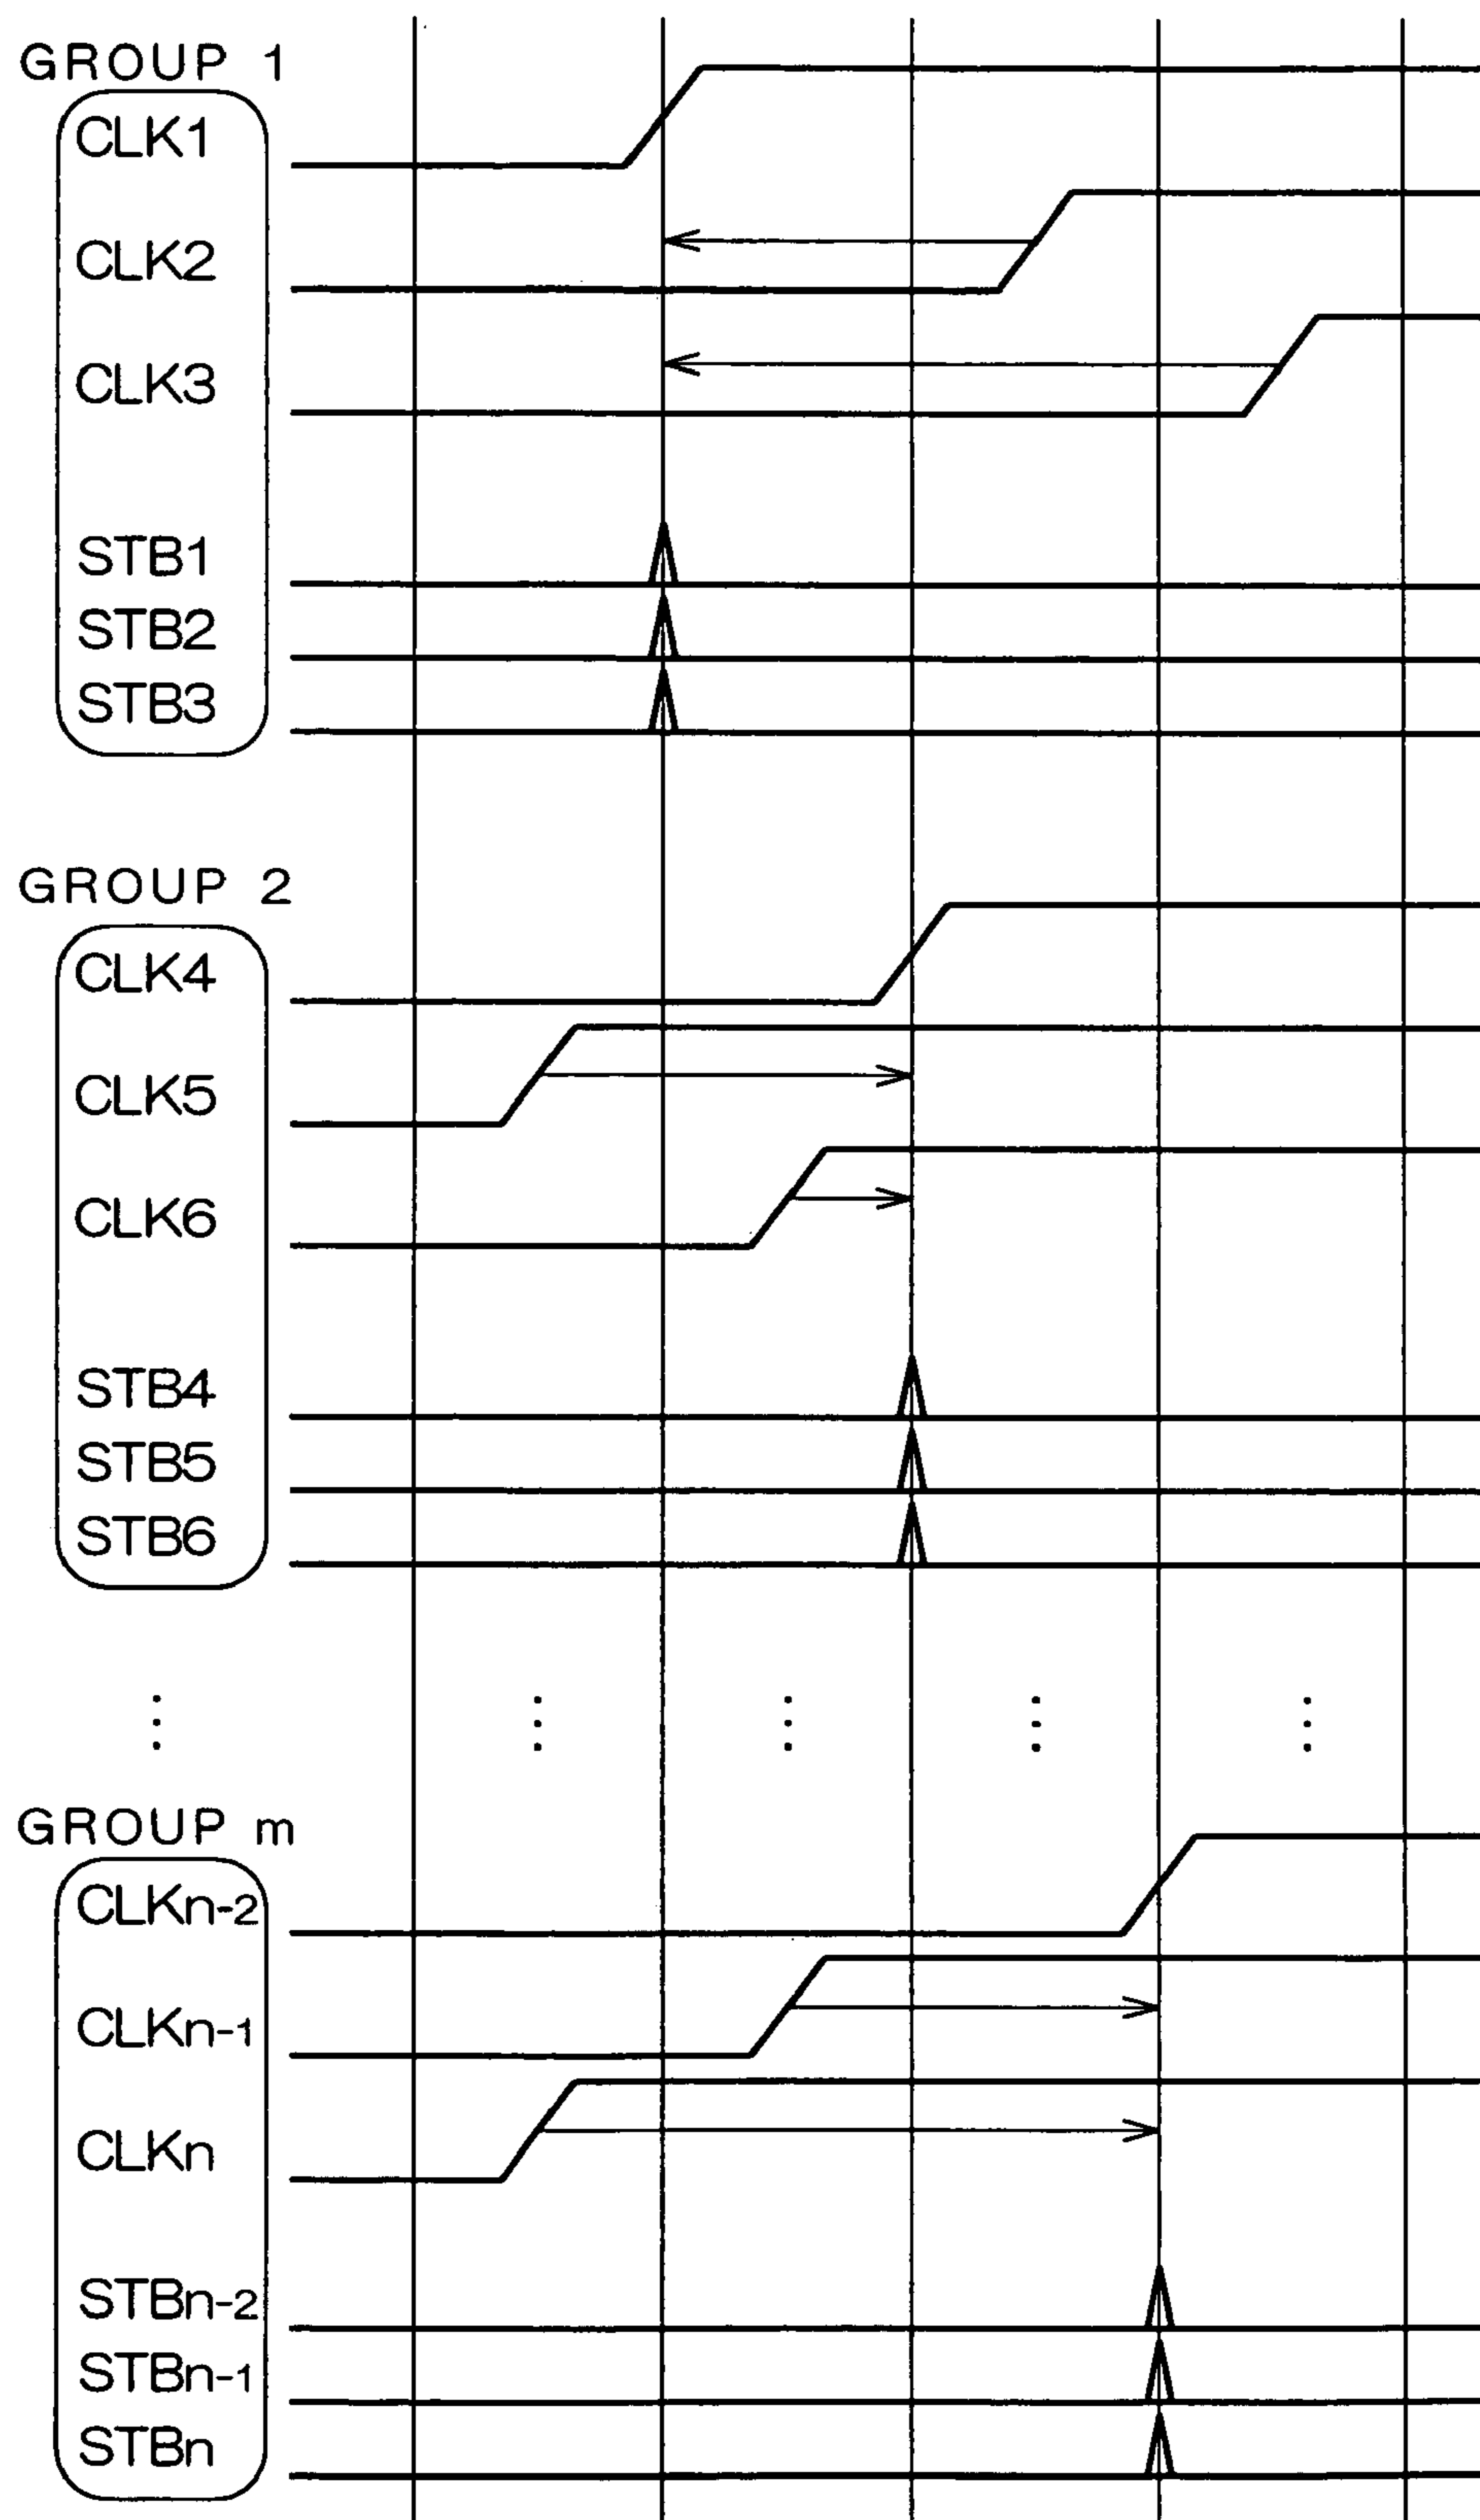 GROUP 1
CLK1
CLK2
CLK3
STB1
STB2
STB3
GROUP 2
CLK4
CLK5
CLK6
STB4
STB5
STB6
GROUP m
CLKn-2
CLKn-1
CLKn
STBn-2
STBn-1
STBn